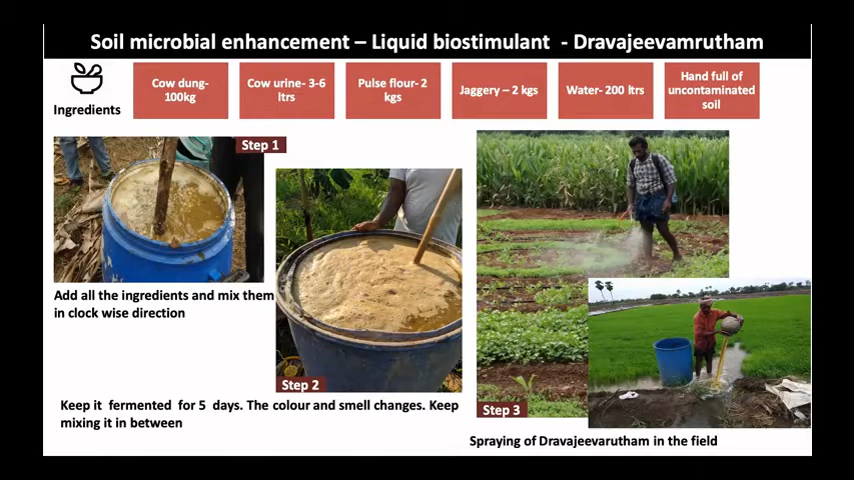 Soil microbial enhancement – Liquid biostimulant - Dravajeevamrutham
Ingredients
Cow dung-
100kg
Cow urine- 3-6
ltrs
Pulse flour- 2
kgs
Jaggery – 2 kgs
Water- 200 ltrs
Hand full of
uncontaminated
soil
Step 1
Add all the ingredients and mix them
in clock wise direction
Step 2
Keep it fermented for 5 days. The colour and smell changes. Keep
mixing it in between
Step 3
Spraying of Dravajeevarutham in the field